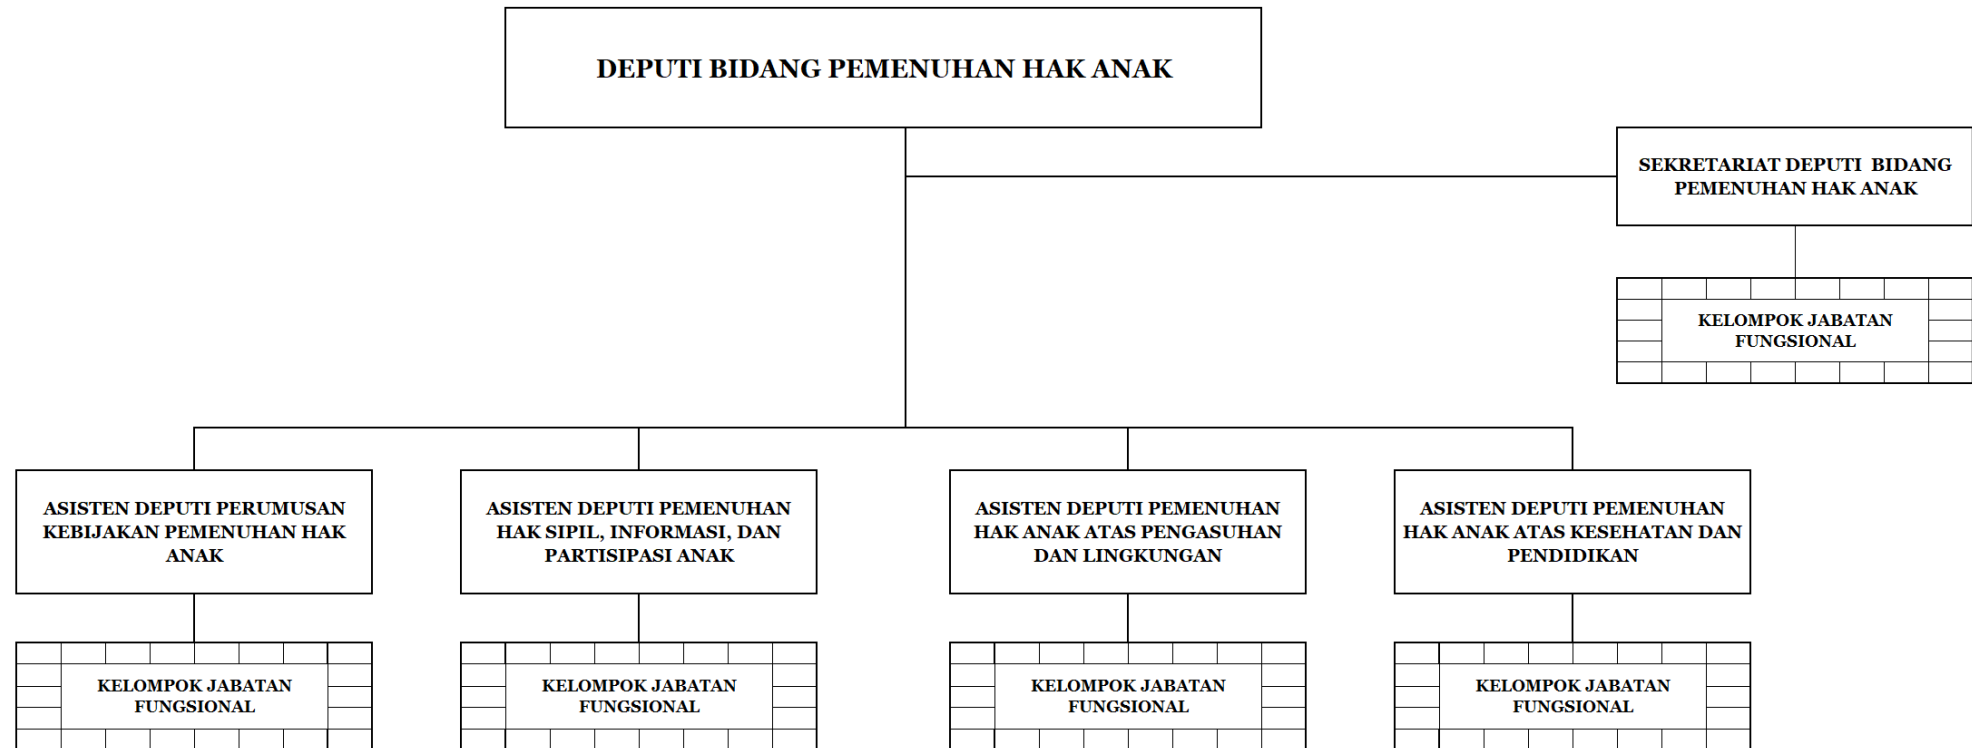 DEPUTI BIDANG PEMENUHAN HAK ANAK
SEKRETARIAT DEPUTI BIDANG
PEMENUHAN HAK ANAK
KELOMPOK JABATAN
FUNGSIONAL
ASISTEN DEPUTI PERUMUSAN
KEBIJAKAN PEMENUHAN HAK
ANAK
ASISTEN DEPUTI PEMENUHAN
HAK SIPIL, INFORMASI, DAN
PARTISIPASI ANAK
ASISTEN DEPUTI PEMENUHAN
HAK ANAK ATAS PENGASUHAN
DAN LINGKUNGAN
ASISTEN DEPUTI PEMENUHAN
HAK ANAK ATAS KESEHATAN DAN
PENDIDIKAN
KELOMPOK JABATAN
FUNGSIONAL
KELOMPOK JABATAN
FUNGSIONAL
KELOMPOK JABATAN
FUNGSIONAL
KELOMPOK JABATAN
FUNGSIONAL